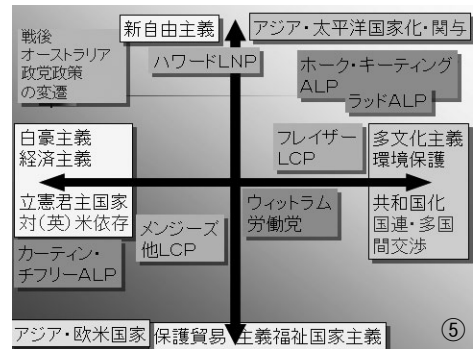 戦後
オーストラリア
政党政策
の変遷
新自由主義
アジア・太平洋国家化・関与
ハワードLNP
ホーク・キーティング
ALP
ラッドALP
白豪主義
経済主義
立憲君主国家
対(英)米依存
フレイザー
LCP
多文化主義
環境保護
共和国化
国連・多国
間交渉
ウィットラム
労働党
メンジーズ
他LCP
カーティン・
チフリーALP
アジア・欧米国家
保護貿易 主義福祉国家主義
⑤